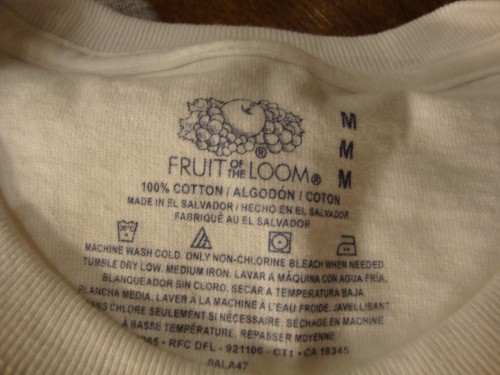 M
M
M
FRUIT OF THE LOOM®
100% COTTON / ALGODÓN / COTON
MADE IN EL SALVADOR / HECHO EN EL SALVADOR
FABRIQUÉ AU EL SALVADOR
MACHINE WASH COLD. ONLY NON-CHLORINE BLEACH WHEN NEEDED.
TUMBLE DRY LOW. MEDIUM IRON. LAVAR A MÁQUINA CON AGUA FRÍA.
BLANQUEADOR SIN CLORO. SECAR A TEMPERATURA BAJA.
PLANCHA MEDIA. LAVER À LA MACHINE À L'EAU FROIDE. JAVELLISANT
SANS CHLORE SEULEMENT SI NÉCESSAIRE. SÉCHAGE EN MACHINE
À BASSE TEMPÉRATURE. REPASSER MOYENNE
RFC DFL - 921106 - CT1 • CA 18345